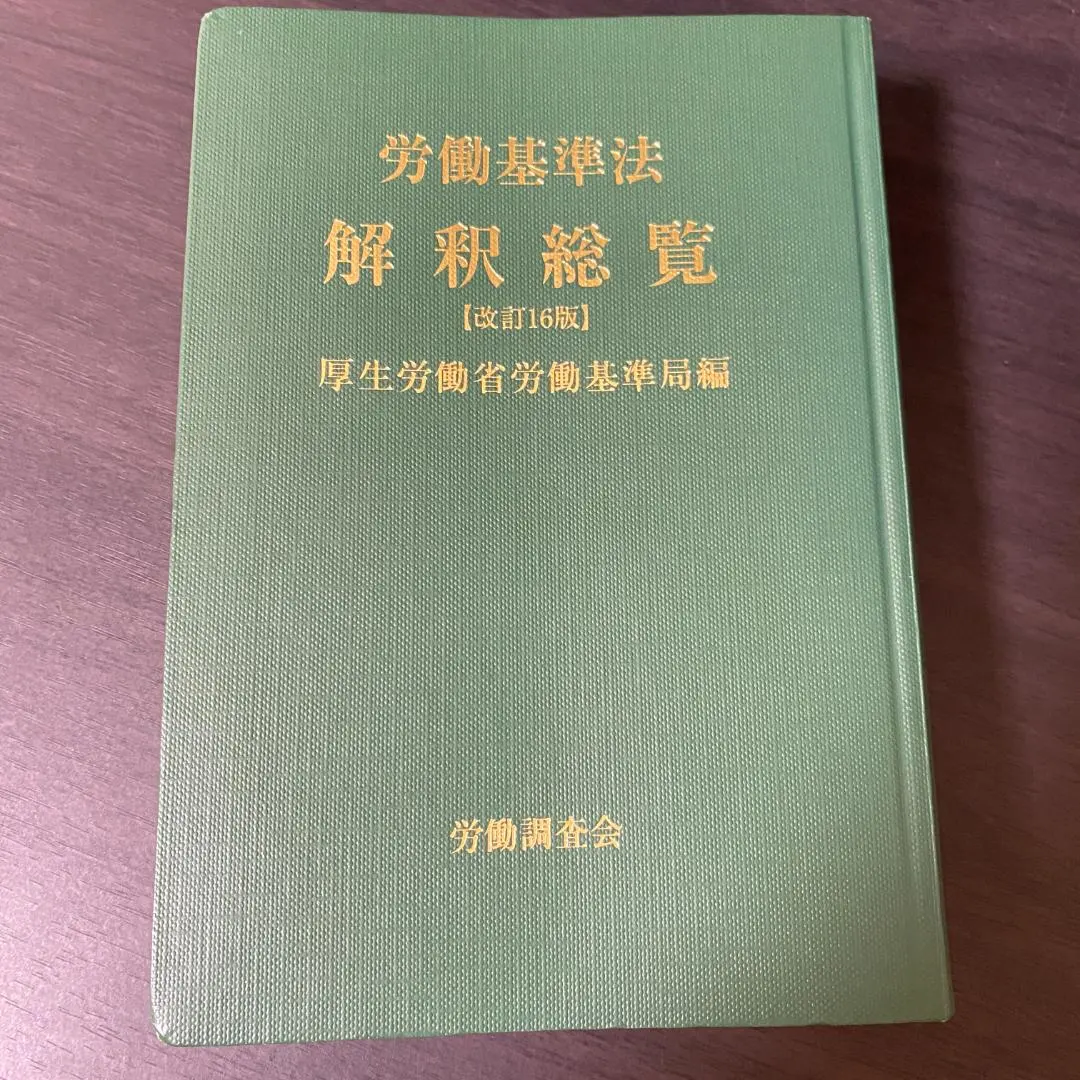 労働基準法
解釈総覧
【改訂16版】
厚生労働省労働基準局編
労働調査会